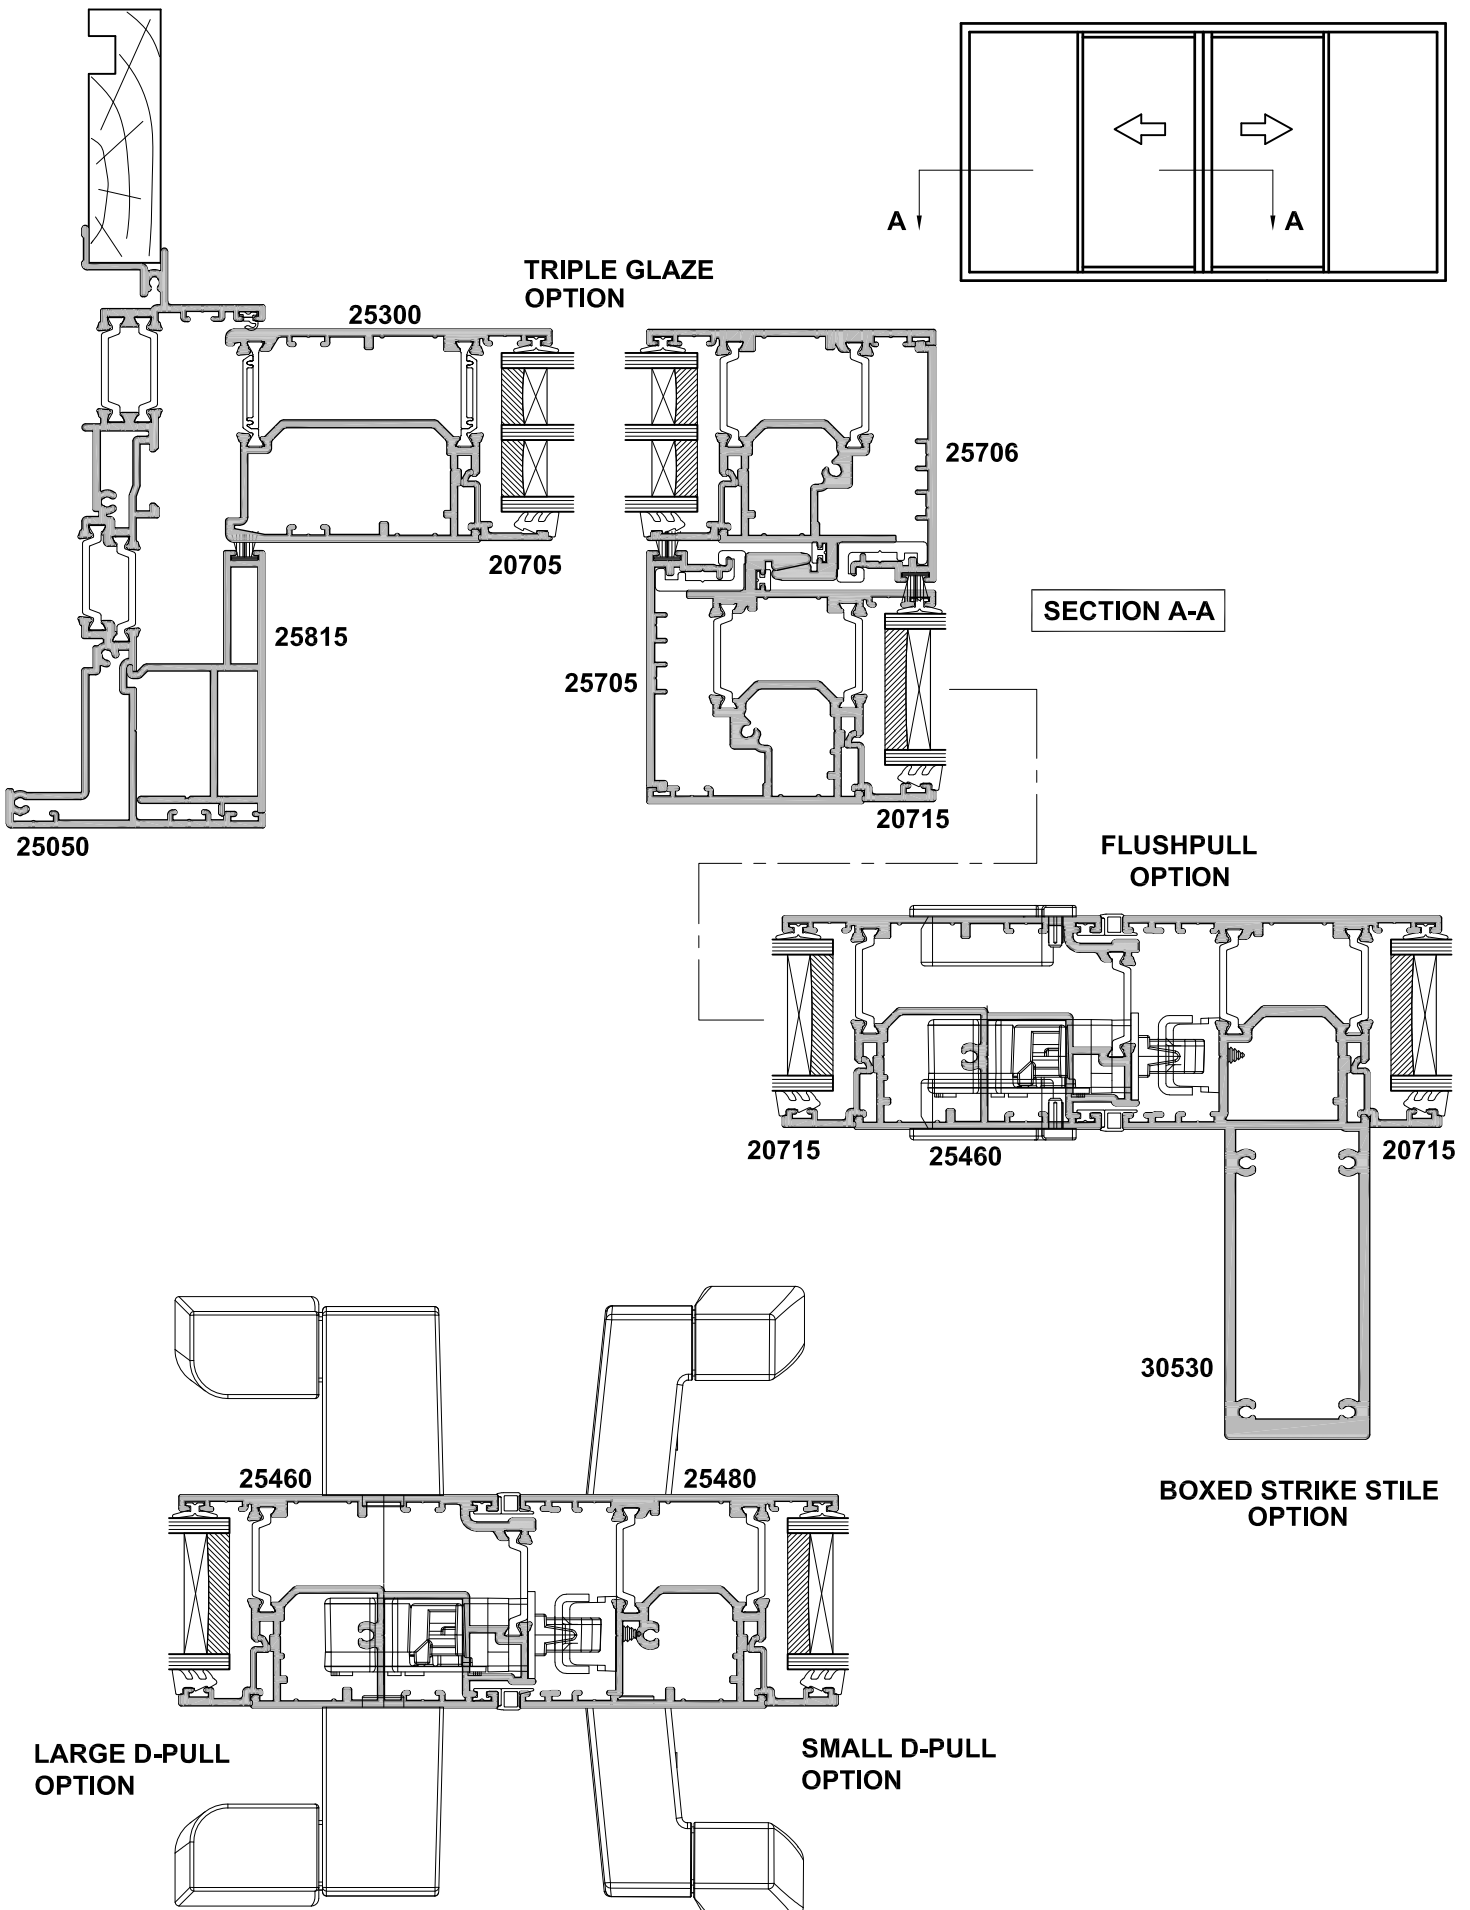 A
A
TRIPLE GLAZE
OPTION
25300
25706
20705
SECTION A-A
25815
25705
20715
25050
FLUSHPULL
OPTION
20715
25460
20715
30530
25460
25480
BOXED STRIKE STILE
OPTION
LARGE D-PULL
OPTION
SMALL D-PULL
OPTION